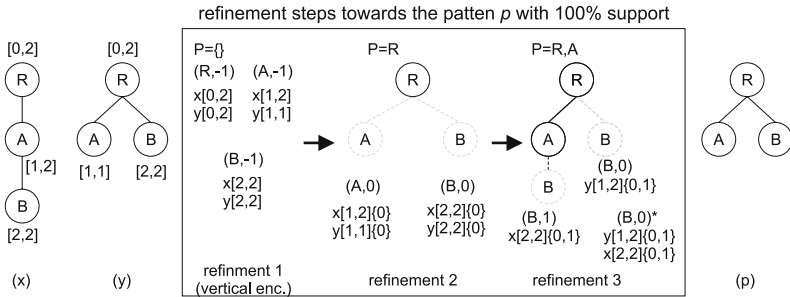 refinement steps towards the patten p with 100% support
[0,2]
R
A
[1,2]
B
[2,2]
(x)
[0,2]
R
A
B
[1,1] [2,2]
(y)
P={}
(R,-1) (A,-1)
x[0,2] x[1,2]
y[0,2] y[1,1]
(B,-1)
x[2,2]
y[2,2]
refinment 1
(vertical enc.)
P=R
R
A
B
(A,0) (B,0)
x[1,2]{0} x[2,2]{0}
y[1,1]{0} y[2,2]{0}
refinement 2
P=R,A
R
A
B
B
(B,0)
y[1,2]{0,1}
(B,1)
x[2,2]{0,1}
(B,0)*
y[1,2]{0,1}
x[2,2]{0,1}
refinement 3
R
A
B
(p)